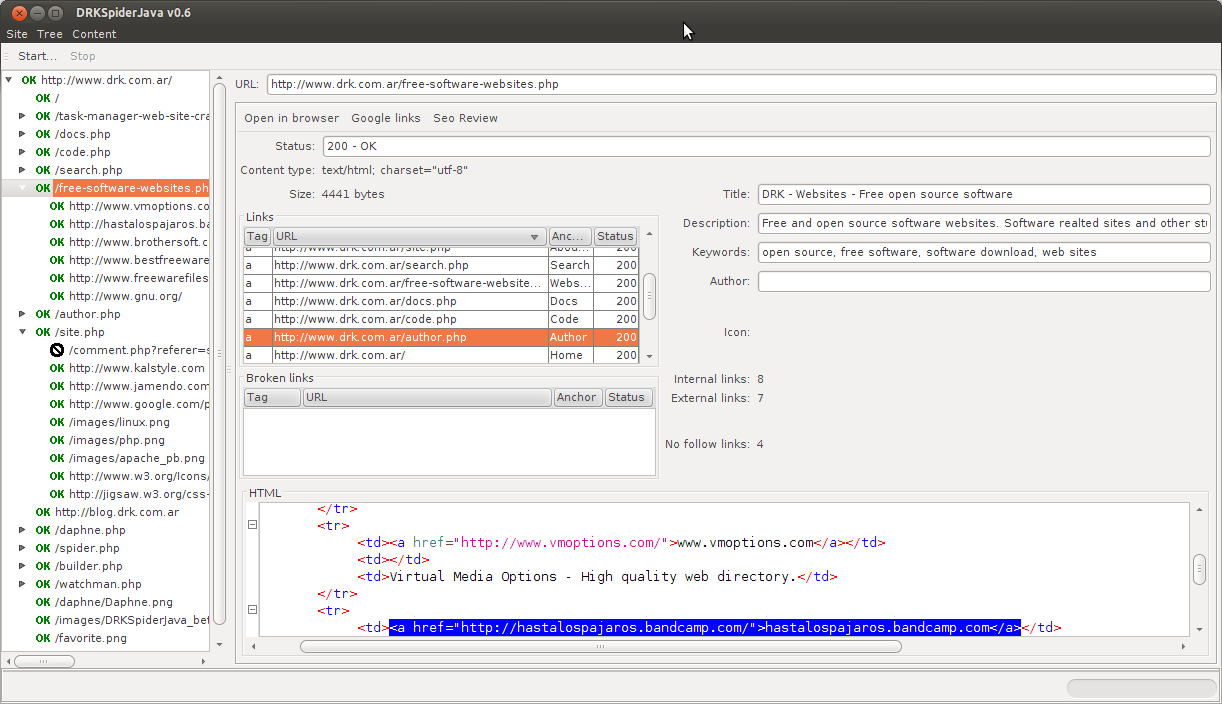 DRKSpiderJava v0.6
Site Tree Content
Start... Stop
OK http://www.drk.com.ar/
OK /
OK /task-manager-web-site-cra
OK /docs.php
OK /code.php
OK /search.php
OK /free-software-websites.ph
OK http://www.vmoptions.co
OK http://hastalospajaros.ba
OK http://www.brothersoft.c
OK http://www.bestfreeware
OK http://www.freewarefiles
OK http://www.gnu.org/
OK /author.php
OK /site.php
/comment.php?referer=s
OK http://www.kalstyle.com
OK http://www.jamendo.com
OK http://www.google.com/p
OK /images/linux.png
OK /images/php.png
OK /images/apache_pb.png
OK http://www.w3.org/Icons/
OK http://jigsaw.w3.org/css-
OK http://blog.drk.com.ar
OK /daphne.php
OK /spider.php
OK /builder.php
OK /watchman.php
OK /daphne/Daphne.png
OK /images/DRKSpiderJava_bet
OK /favorite.png
URL: http://www.drk.com.ar/free-software-websites.php
Open in browser Google links Seo Review
Status: 200 - OK
Content type: text/html; charset="utf-8"
Size: 4441 bytes
Title: DRK - Websites - Free open source software
Description: Free and open source software websites. Software realted sites and other stu
Keywords: open source, free software, software download, web sites
Author:
Icon:
Internal links: 8
External links: 7
No follow links: 4
Links
Tag URL Anc... Status
a http://www.drk.com.ar/site.php Abou... 200
a http://www.drk.com.ar/search.php Search 200
a http://www.drk.com.ar/free-software-website... Webs... 200
a http://www.drk.com.ar/docs.php Docs 200
a http://www.drk.com.ar/code.php Code 200
a http://www.drk.com.ar/author.php Author 200
a http://www.drk.com.ar/ Home 200
Broken links
Tag URL Anchor Status
HTML
</tr>
<tr>
<td><a href="http://www.vmoptions.com/">www.vmoptions.com</a></td>
<td></td>
<td>Virtual Media Options - High quality web directory.</td>
</tr>
<tr>
<td><a href="http://hastalospajaros.bandcamp.com/">hastalospajaros.bandcamp.com</a></td>